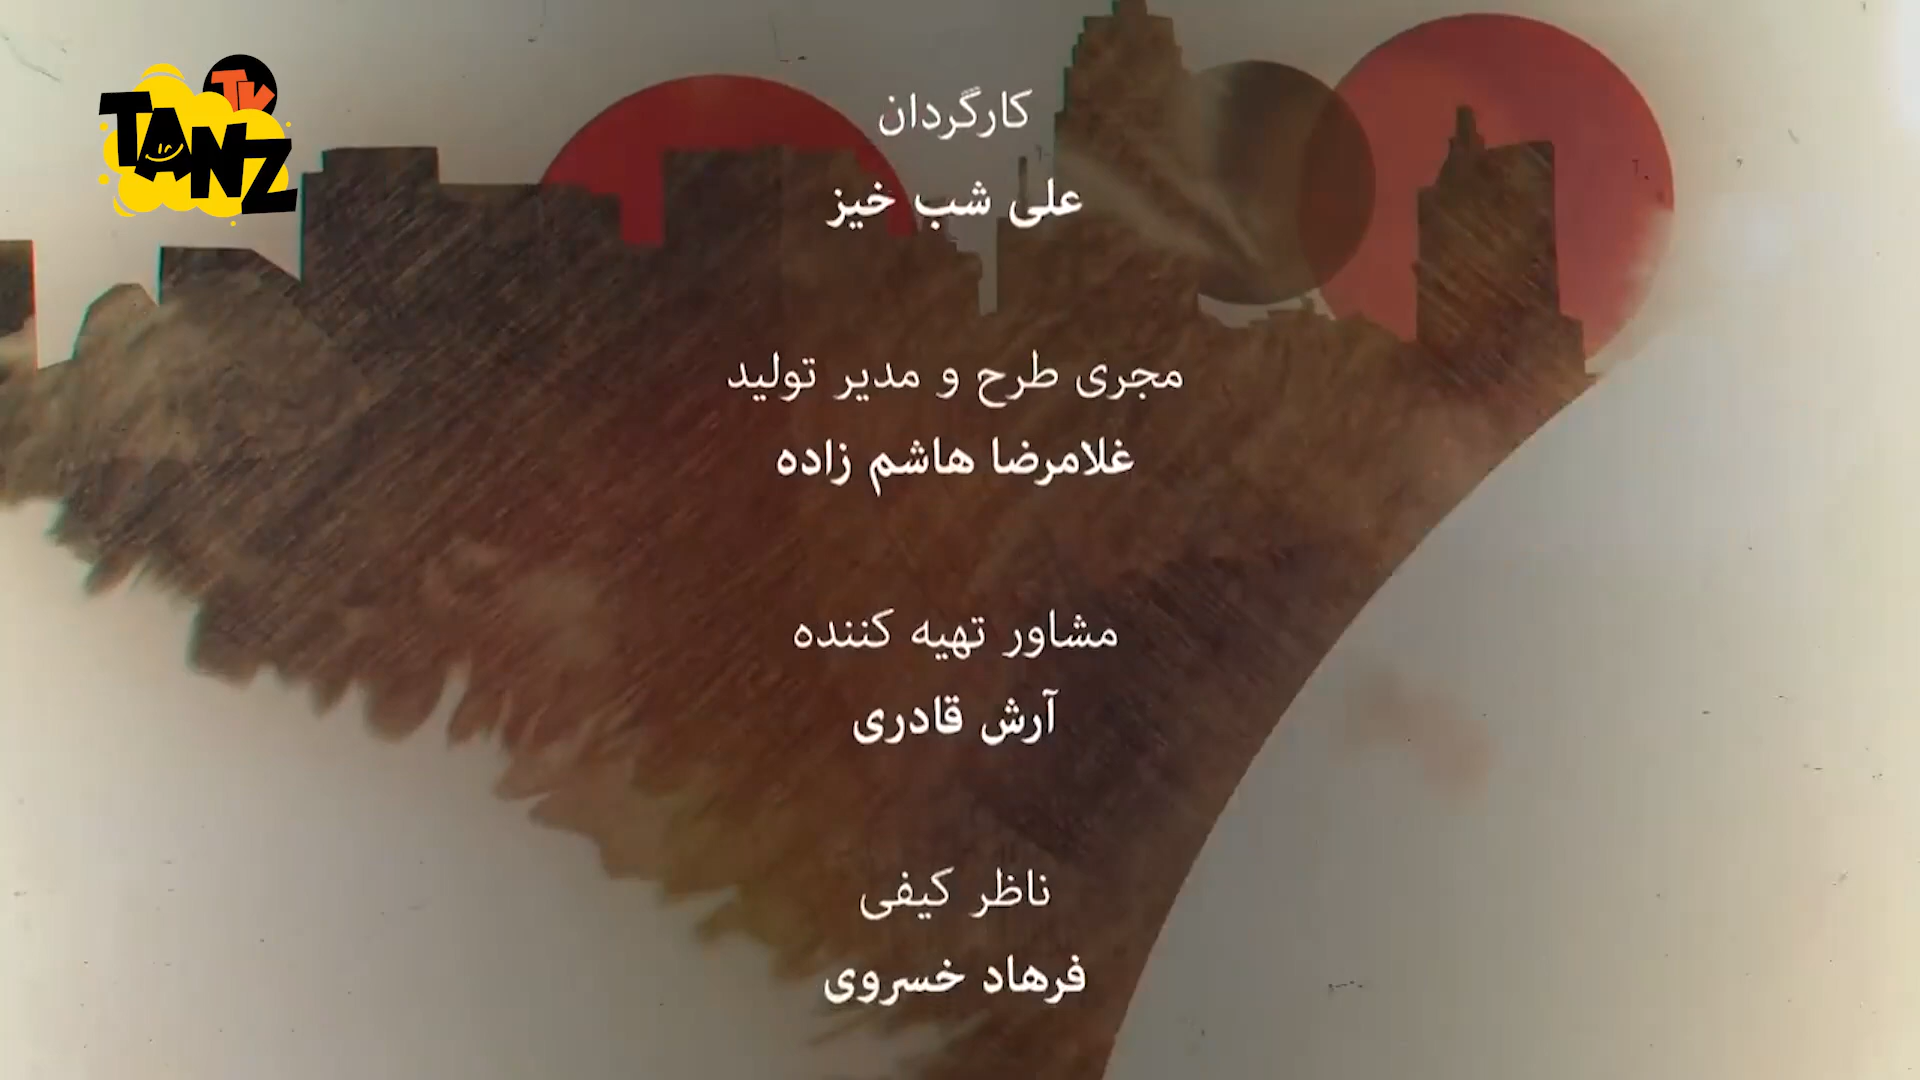 TANZ TV
کارگردان
علی شب خیز
مجری طرح و مدیر تولید
غلامرضا هاشم زاده
مشاور تهیه کننده
آرش قادری
ناظر کیفی
فرهاد خسروی